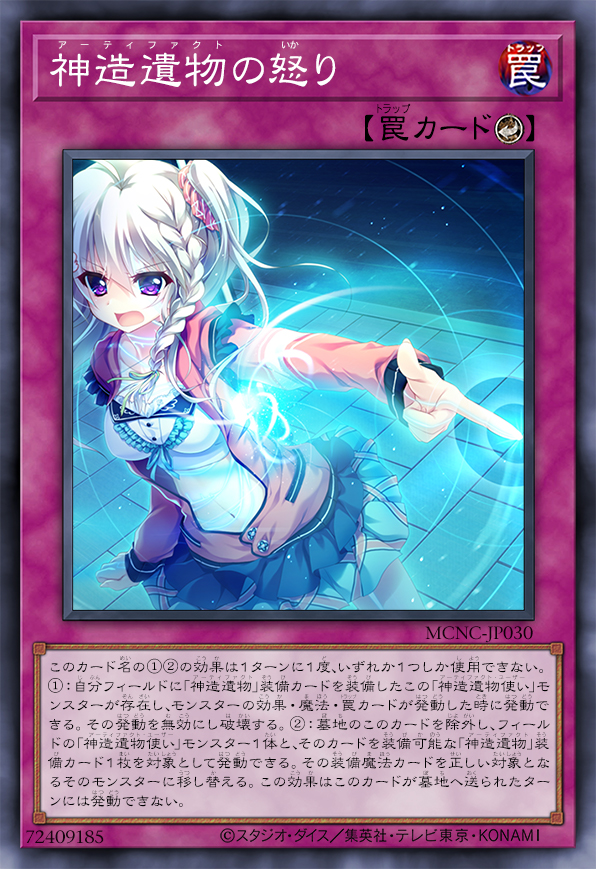 アーティファクト いか
神造遺物の怒り
トラップ
罠
トラップ
【罠カード】
MCNC-JP030
このカード名の①②の効果は1ターンに1度、いずれか1つしか使用できない。
①：自分フィールドに「神造遺物」装備カードを装備したこの「神造遺物使い」モ
ンスターが存在し、モンスターの効果・魔法・罠カードが発動した時に発動で
きる。その発動を無効にし破壊する。②：墓地のこのカードを除外し、フィール
ドの「神造遺物使い」モンスター1体と、そのカードを装備可能な「神造遺物」装
備カード1枚を対象として発動できる。その装備魔法カードを正しい対象とな
るそのモンスターに移し替える。この効果はこのカードが墓地へ送られたター
ンには発動できない。
72409185
©スタジオ・ダイス／集英社・テレビ東京・KONAMI